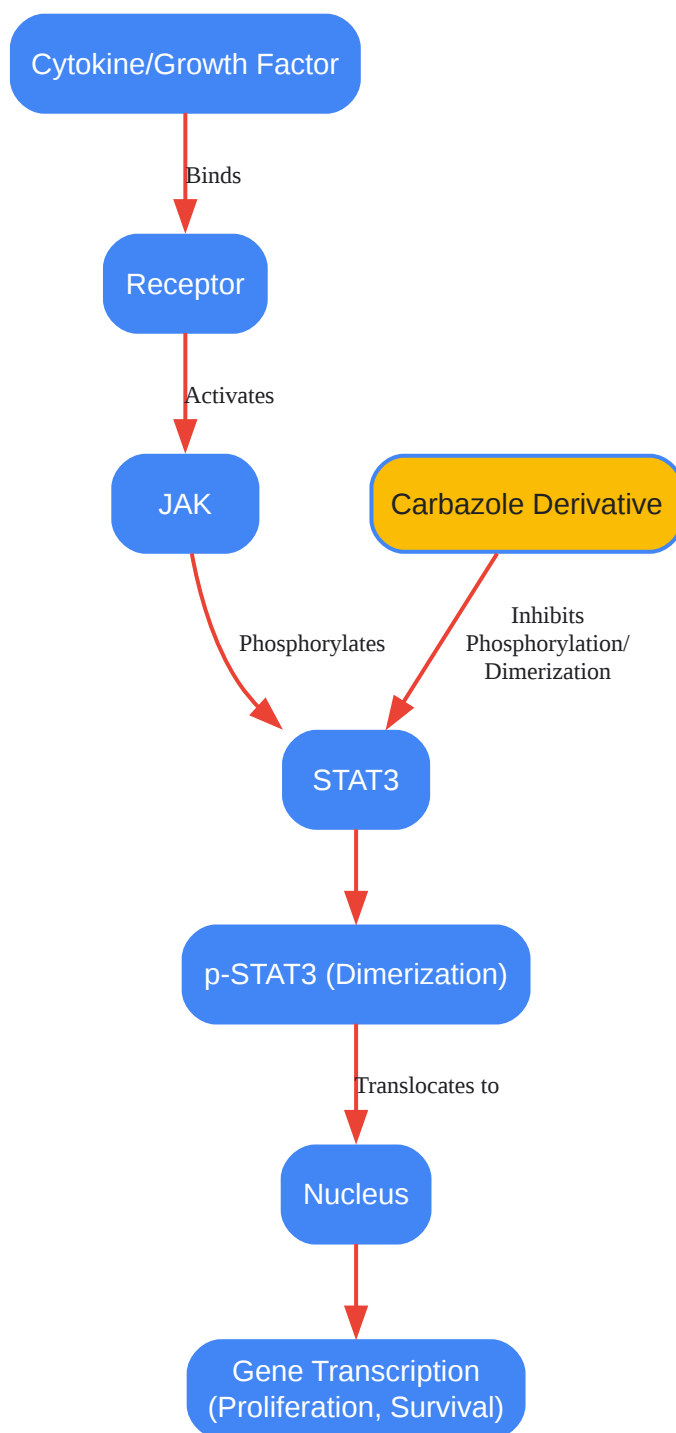 Cytokine/Growth Factor
Binds
Receptor
Activates
JAK
Carbazole Derivative
Phosphorylates
Inhibits
Phosphorylation/
Dimerization
STAT3
p-STAT3 (Dimerization)
Translocates to
Nucleus
Gene Transcription
(Proliferation, Survival)